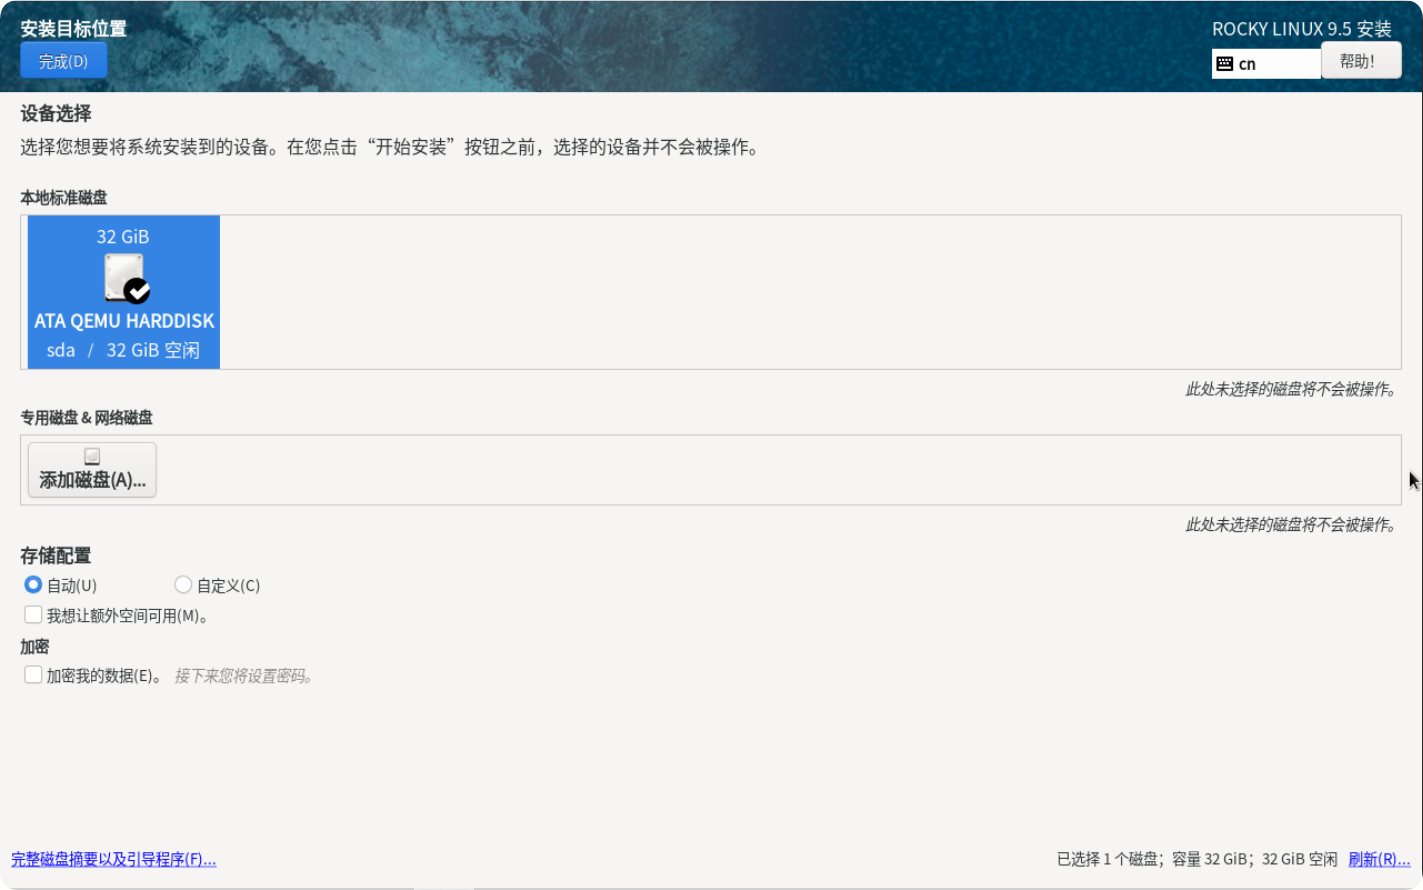 安装目标位置
ROCKY LINUX 9.5 安装
完成(D)
cn
帮助！
设备选择
选择您想要将系统安装到的设备。在您点击“开始安装”按钮之前，选择的设备并不会被操作。
本地标准磁盘
32 GiB
ATA QEMU HARDDISK
sda / 32 GiB 空闲
此处未选择的磁盘将不会被操作。
专用磁盘 & 网络磁盘
添加磁盘(A)...
此处未选择的磁盘将不会被操作。
存储配置
自动(U) 自定义(C)
我想让额外空间可用(M)。
加密
加密我的数据(E)。 接下来您将设置密码。
完整磁盘摘要以及引导程序(F)... 已选择 1 个磁盘；容量 32 GiB；32 GiB 空闲 刷新(R)...